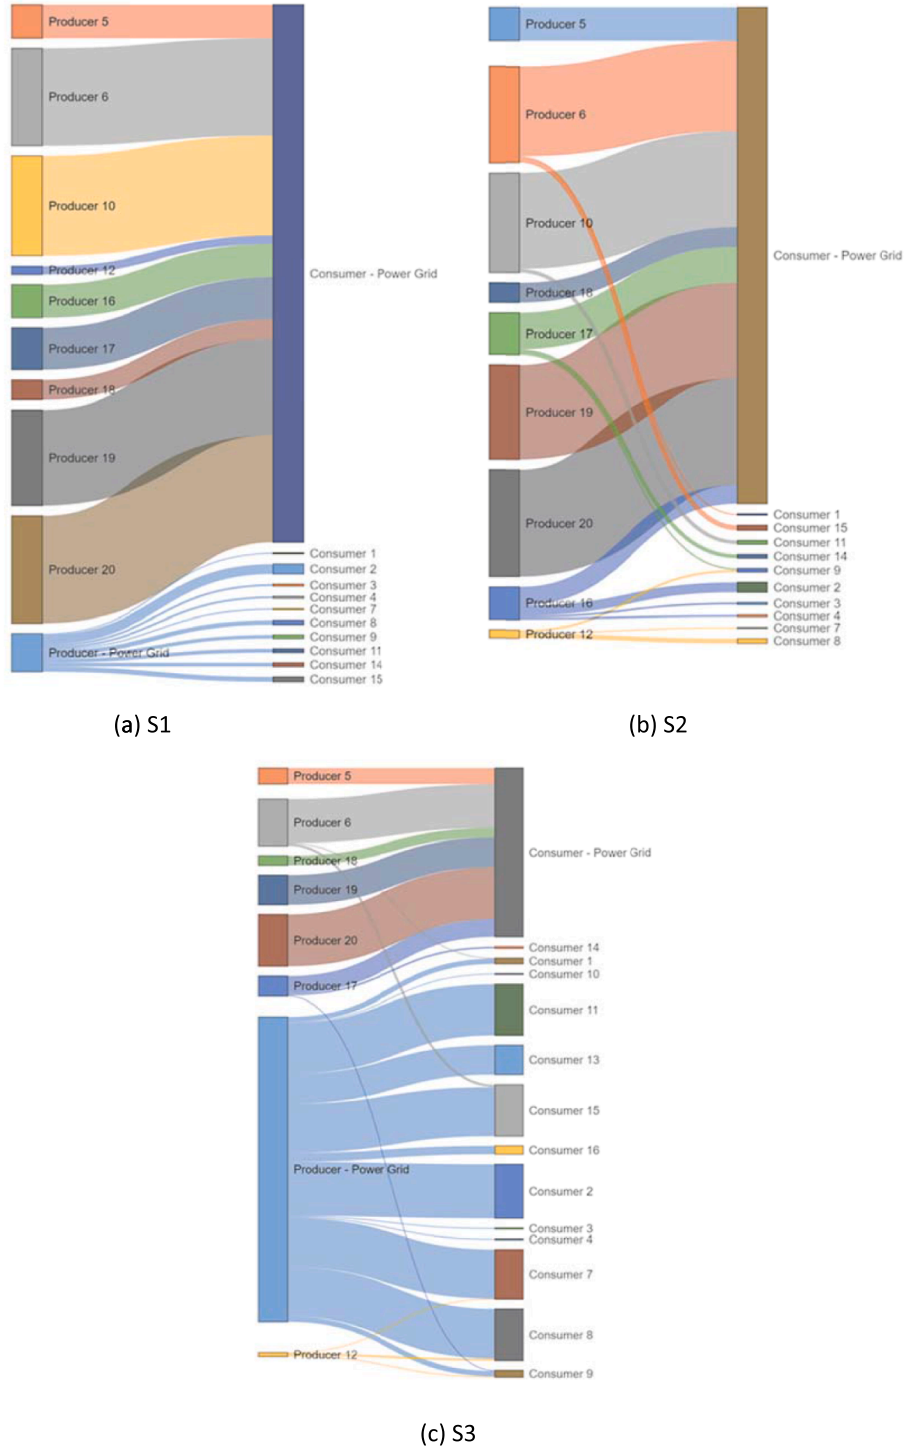 Producer 5
Producer 6
Producer 10
Producer 12
Producer 16
Producer 17
Producer 18
Producer 19
Producer 20
Producer - Power Grid
Consumer - Power Grid
Consumer 1
Consumer 2
Consumer 3
Consumer 4
Consumer 7
Consumer 8
Consumer 9
Consumer 11
Consumer 14
Consumer 15
(a) S1
Producer 5
Producer 6
Producer 10
Producer 18
Producer 17
Producer 19
Producer 20
Producer 16
Producer 12
Consumer - Power Grid
Consumer 1
Consumer 15
Consumer 11
Consumer 14
Consumer 9
Consumer 2
Consumer 3
Consumer 4
Consumer 7
Consumer 8
(b) S2
Producer 5
Producer 6
Producer 18
Producer 19
Producer 20
Producer 17
Producer - Power Grid
Producer 12
Consumer - Power Grid
Consumer 14
Consumer 1
Consumer 10
Consumer 11
Consumer 13
Consumer 15
Consumer 16
Consumer 2
Consumer 3
Consumer 4
Consumer 7
Consumer 8
Consumer 9
(c) S3